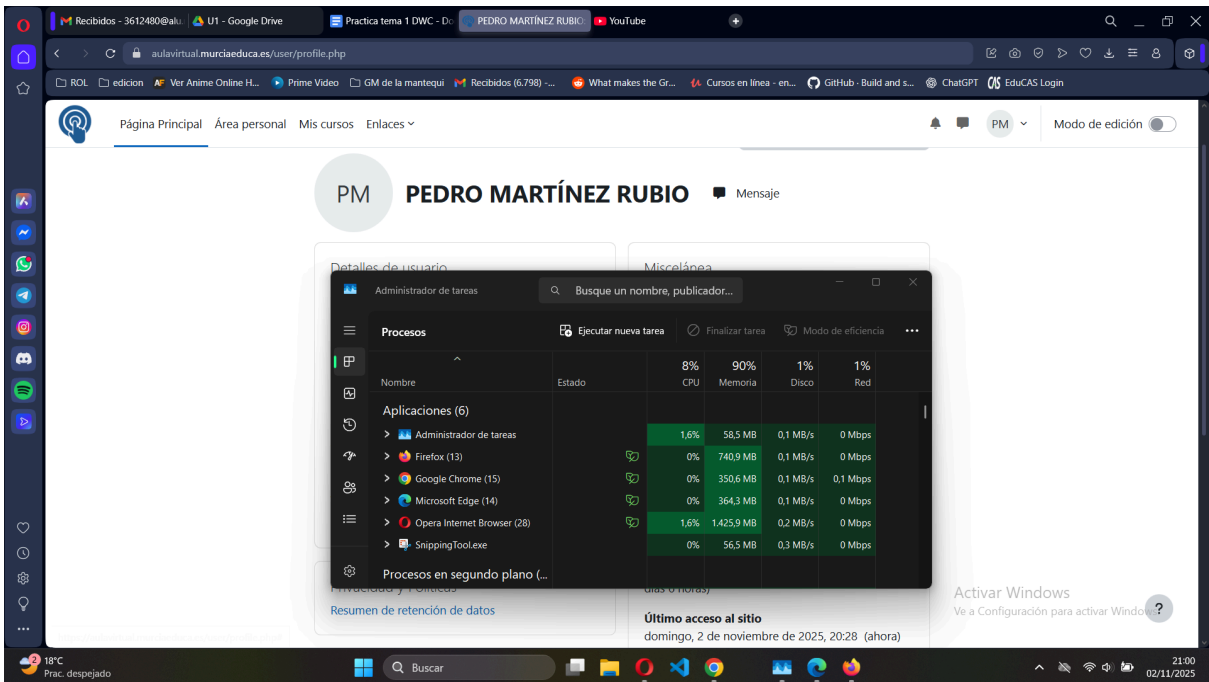 Recibidos - 3612480@alu U1 - Google Drive Practica tema 1 DWC - Do PEDRO MARTÍNEZ RUBIO: YouTube
aulavirtual.murciaeduca.es/user/profile.php
ROL edicion Ver Anime Online H... Prime Video GM de la mantequi Recibidos (6.798) -... What makes the Gr... Cursos en línea - en... GitHub - Build and s... ChatGPT EduCAS Login
Página Principal Área personal Mis cursos Enlaces PM Modo de edición
PM PEDRO MARTÍNEZ RUBIO Mensaje
Detalles de usuario Miscelánea
Administrador de tareas Busque un nombre, publicador...
Procesos Ejecutar nueva tarea Finalizar tarea Modo de eficiencia
8% 90% 1% 1%
Nombre Estado CPU Memoria Disco Red
Aplicaciones (6)
Administrador de tareas 1,6% 58,5 MB 0,1 MB/s 0 Mbps
Firefox (13) 0% 740,9 MB 0,1 MB/s 0 Mbps
Google Chrome (15) 0% 350,6 MB 0,1 MB/s 0,1 Mbps
Microsoft Edge (14) 0% 364,3 MB 0,1 MB/s 0 Mbps
Opera Internet Browser (28) 1,6% 1.425,9 MB 0,2 MB/s 0 Mbps
SnippingTool.exe 0% 56,5 MB 0,3 MB/s 0 Mbps
Procesos en segundo plano (...
Privacidad y Políticas días 0 horas)
Resumen de retención de datos
Último acceso al sitio
domingo, 2 de noviembre de 2025, 20:28 (ahora)
Activar Windows
Ve a Configuración para activar Windows
?
2 18°C
Prac. despejado
Buscar
21:00
02/11/2025